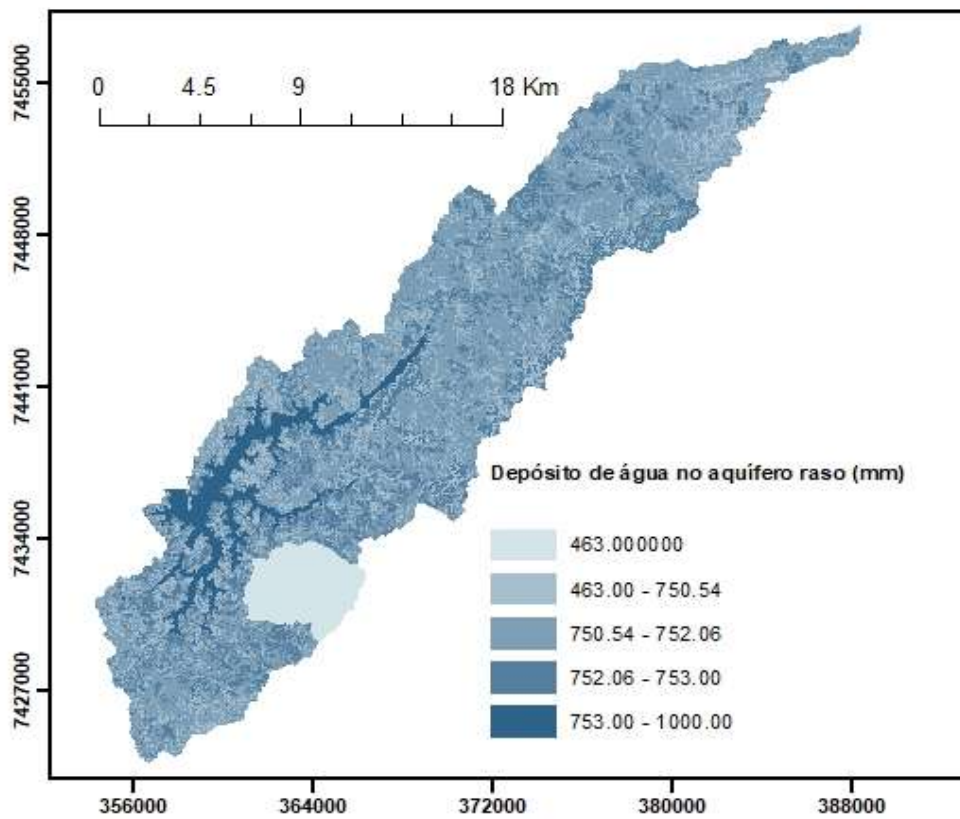 0 4.5 9 18 Km
7455000
7448000
7441000
7434000
7427000
Depósito de água no aquífero raso (mm)
463.000000
463.00 - 750.54
750.54 - 752.06
752.06 - 753.00
753.00 - 1000.00
356000 364000 372000 380000 388000